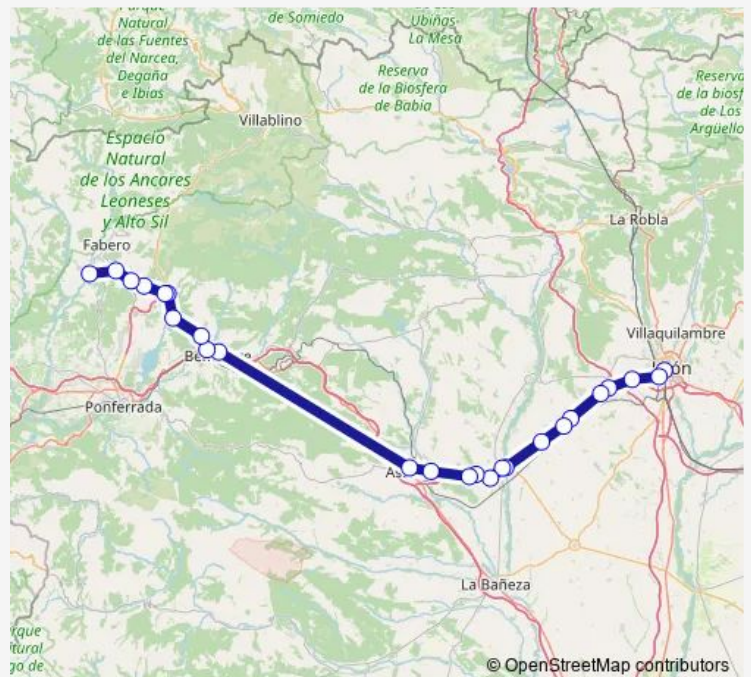 Natural
de las Fuentes
del Narcea,
Degaña
e Ibias
de Somiedo
Ubiñas-
La Mesa
Reserva
de la Biosfera
de Babia
Reserva
de la biosf
de Los
Argüello
Villablino
Espacio
Natural
de los Ancares
Leoneses
y Alto Sil
Fabero
La Robla
Villaquilambre
Ponferrada
La Bañeza
© OpenStreetMap contributors